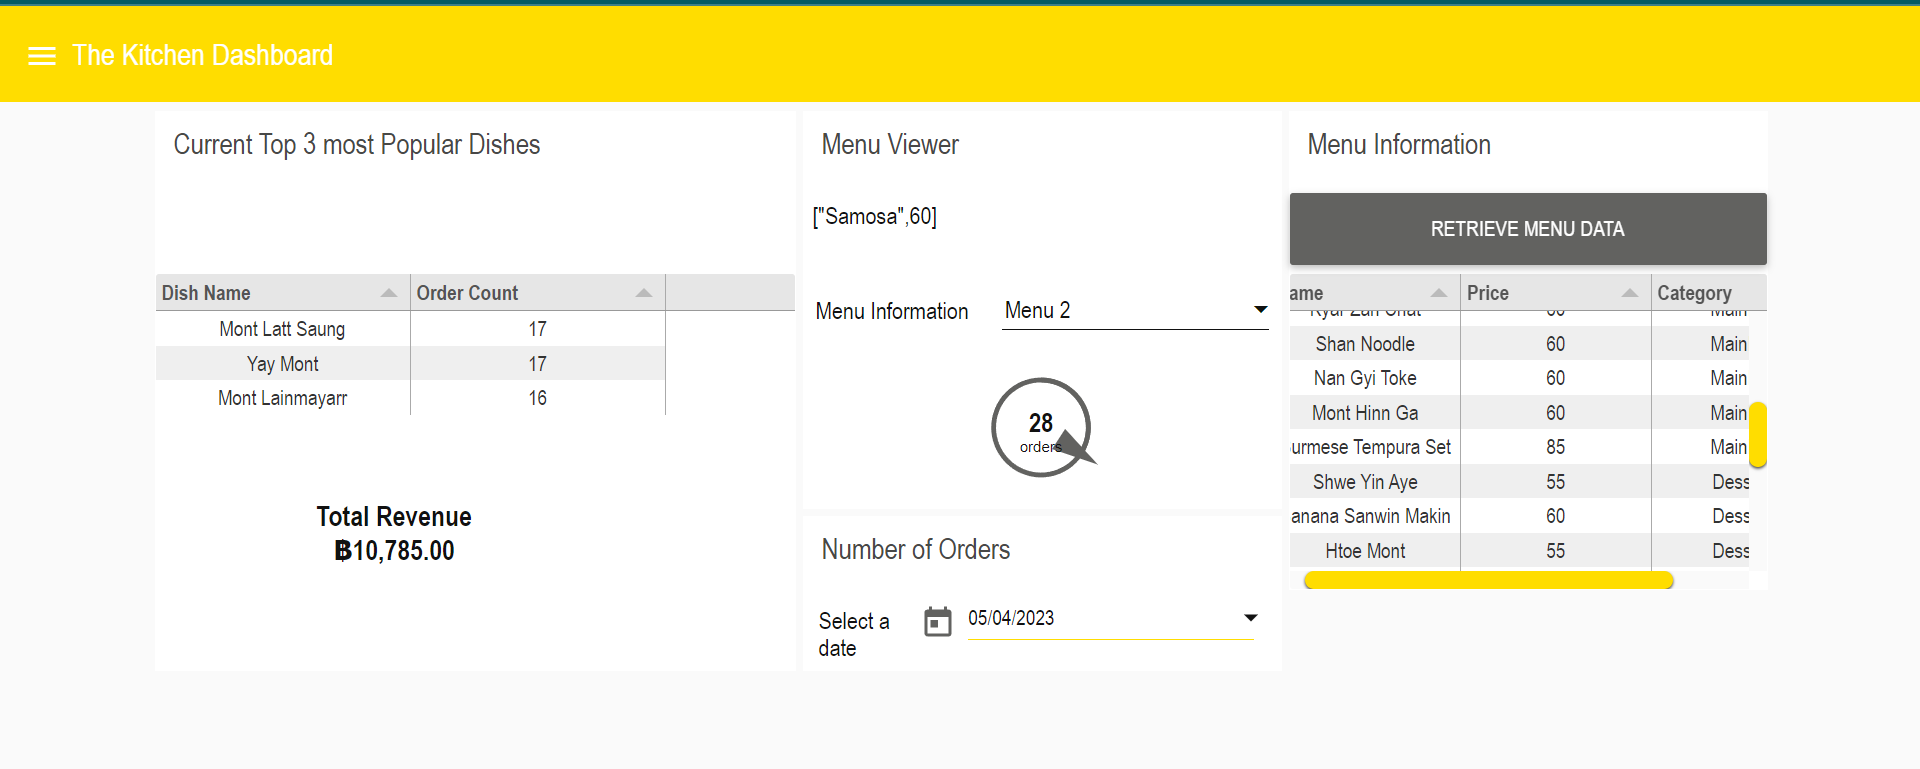 The Kitchen Dashboard
Current Top 3 most Popular Dishes
Dish Name Order Count
Mont Latt Saung 17
Yay Mont 17
Mont Lainmayarr 16
Total Revenue
฿10,785.00
Menu Viewer
["Samosa",60]
Menu Information Menu 2
28
orders
Number of Orders
Select a
date
05/04/2023
Menu Information
RETRIEVE MENU DATA
ame Price Category
Shan Noodle 60 Main
Nan Gyi Toke 60 Main
Mont Hinn Ga 60 Main
urmese Tempura Set 85 Main
Shwe Yin Aye 55 Dess
anana Sanwin Makin 60 Dess
Htoe Mont 55 Dess